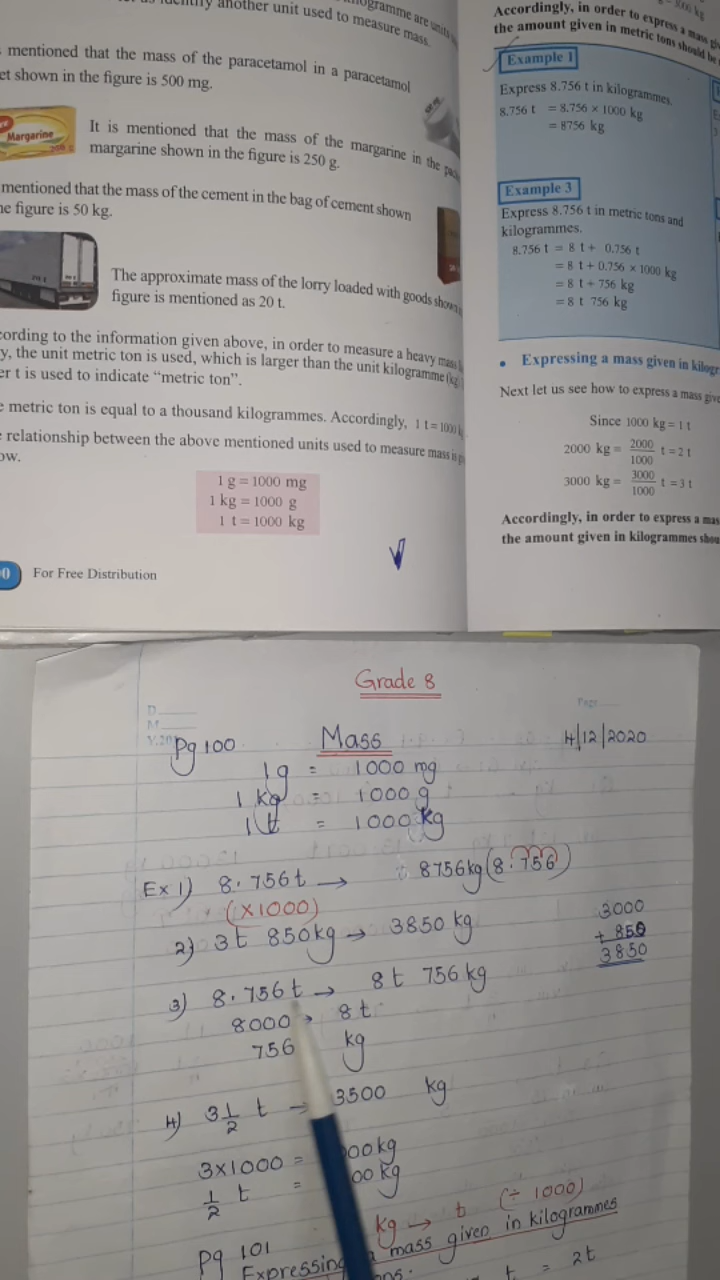 another unit used to measure mass.
mentioned that the mass of the paracetamol in a paracetamol
et shown in the figure is 500 mg.
Margarine
It is mentioned that the mass of the margarine in the
margarine shown in the figure is 250 g.
mentioned that the mass of the cement in the bag of cement shown
e figure is 50 kg.
The approximate mass of the lorry loaded with goods shown
figure is mentioned as 20 t.
cording to the information given above, in order to measure a heavy mass
y, the unit metric ton is used, which is larger than the unit kilogramme (kg
er t is used to indicate “metric ton”.
e metric ton is equal to a thousand kilogrammes. Accordingly, 1 t = 1000 k
relationship between the above mentioned units used to measure mass is
ow.
1 g = 1000 mg
1 kg = 1000 g
1 t = 1000 kg
0 For Free Distribution
Accordingly, in order to express a mass
the amount given in metric tons should be
Example 1
Express 8.756 t in kilogrammes.
8.756 t = 8.756 × 1000 kg
= 8756 kg
Example 3
Express 8.756 t in metric tons and
kilogrammes.
8.756 t = 8 t + 0.756 t
= 8 t + 0.756 × 1000 kg
= 8 t + 756 kg
= 8 t 756 kg
• Expressing a mass given in kilogr
Next let us see how to express a mass give
Since 1000 kg = 1 t
2000 kg = 2000/1000 t = 2 t
3000 kg = 3000/1000 t = 3 t
Accordingly, in order to express a mas
the amount given in kilogrammes shou
Grade 8
D
M
Page
Pg 100 Mass 4/12/2020
1g = 1000 mg
1 kg = 1000 g
1 t = 1000 kg
Ex 1) 8.756t → 8756kg (8.756)
(×1000)
2) 3t 850kg → 3850 kg
3000
+ 850
3850
3) 8.756t → 8t 756 kg
8000 → 8t
756 kg
4) 3 1/2 t → 3500 kg
3×1000 = 00kg
1/2 t = 00 kg
kg → t (÷ 1000)
Pg 101
Expressing a mass given in kilogrammes
ons.
t = 2t